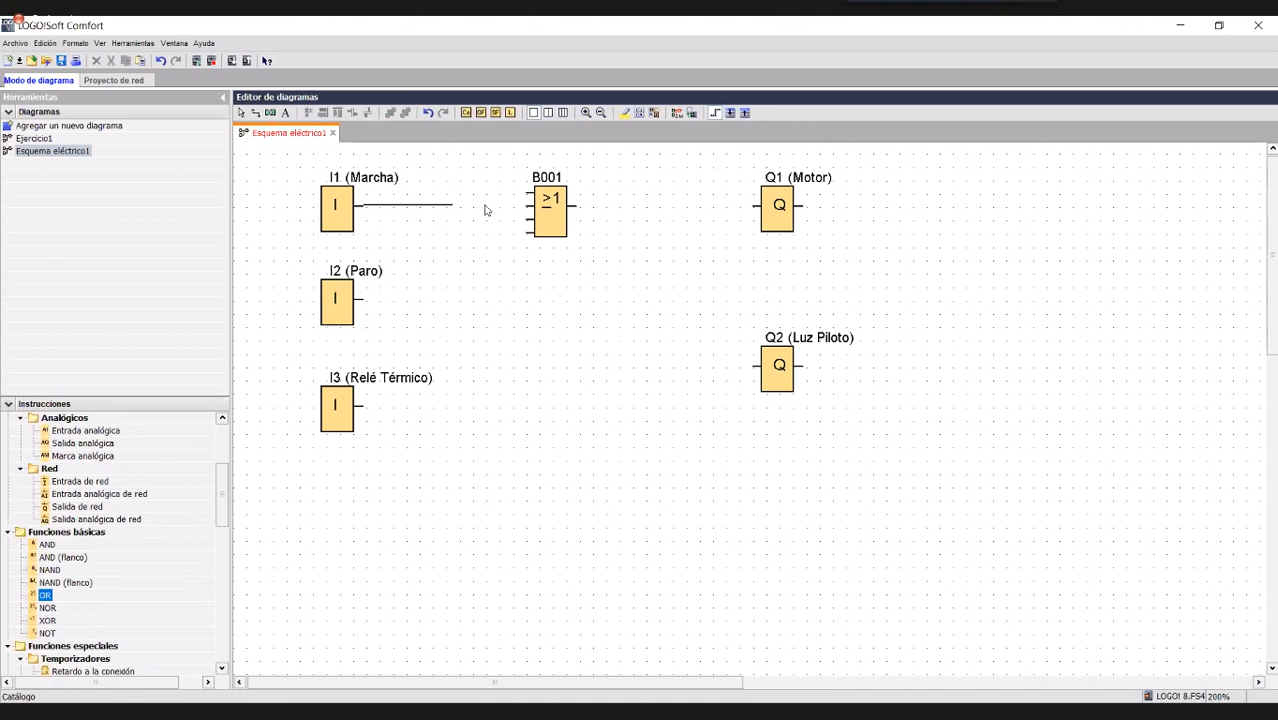 LOGO!Soft Comfort
Archivo Edición Formato Ver Herramientas Ventana Ayuda
Modo de diagrama Proyecto de red
Herramientas
Diagramas
Agregar un nuevo diagrama
Ejercicio1
Esquema eléctrico1
Editor de diagramas
Esquema eléctrico1
I1 (Marcha)
I
B001
>1
Q1 (Motor)
Q
I2 (Paro)
I
Q2 (Luz Piloto)
Q
I3 (Relé Térmico)
I
Instrucciones
Analógicos
Entrada analógica
Salida analógica
Marca analógica
Red
Entrada de red
Entrada analógica de red
Salida de red
Salida analógica de red
Funciones básicas
AND
AND (flanco)
NAND
NAND (flanco)
OR
NOR
XOR
NOT
Funciones especiales
Temporizadores
Retardo a la conexión
Catálogo
LOGO! 8.FS4 200%